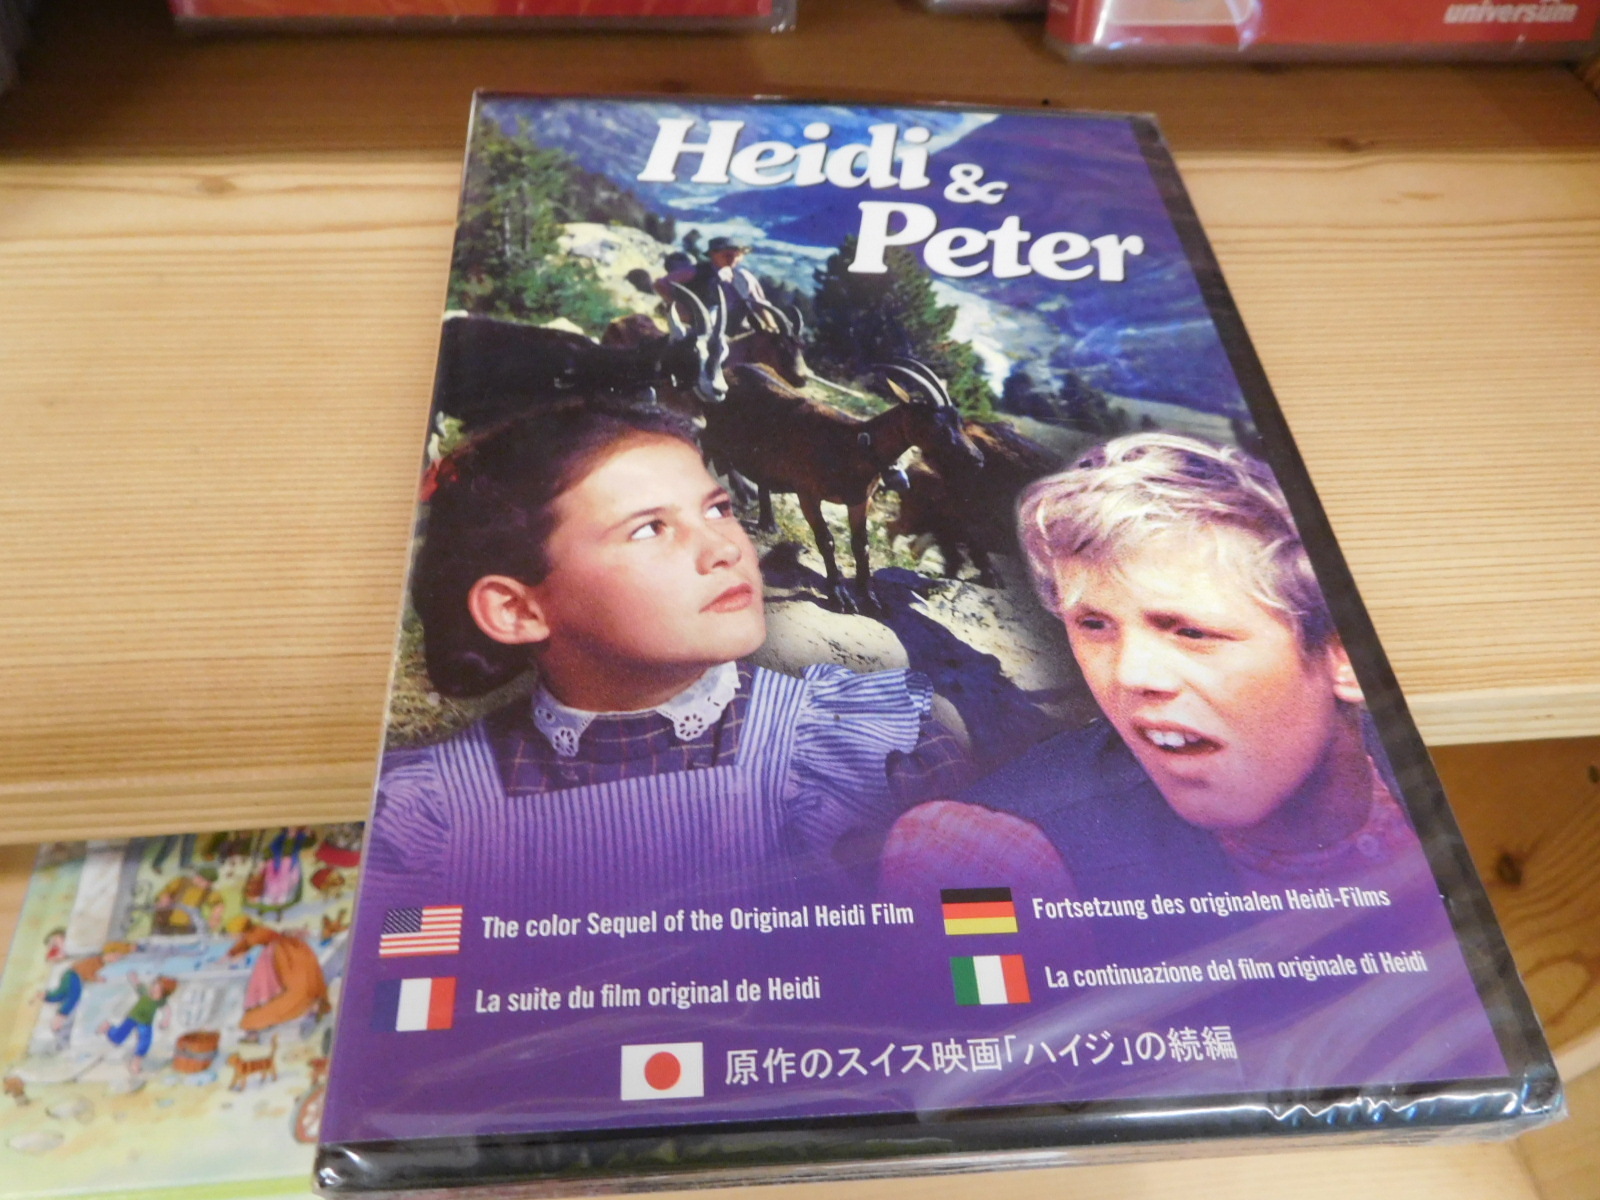 universum
Heidi &
Peter
The color Sequel of the Original Heidi Film
Fortsetzung des originalen Heidi-Films
La suite du film original de Heidi
La continuazione del film originale di Heidi
原作のスイス映画「ハイジ」の続編